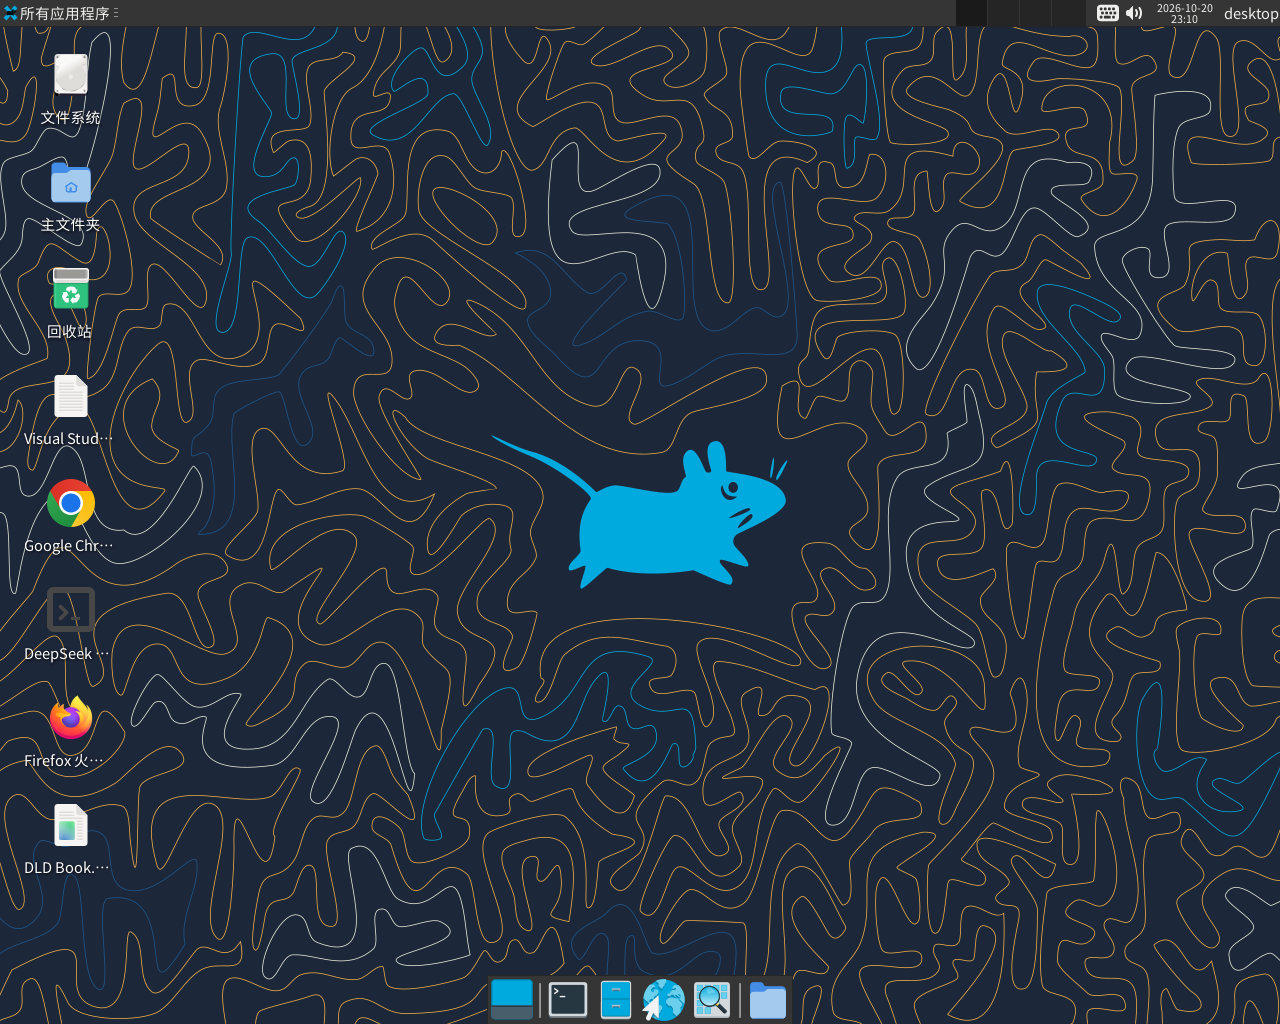 所有应用程序
2026-10-20
23:10
desktop
文件系统
主文件夹
回收站
Visual Stud…
Google Chr…
DeepSeek …
Firefox 火…
DLD Book.…